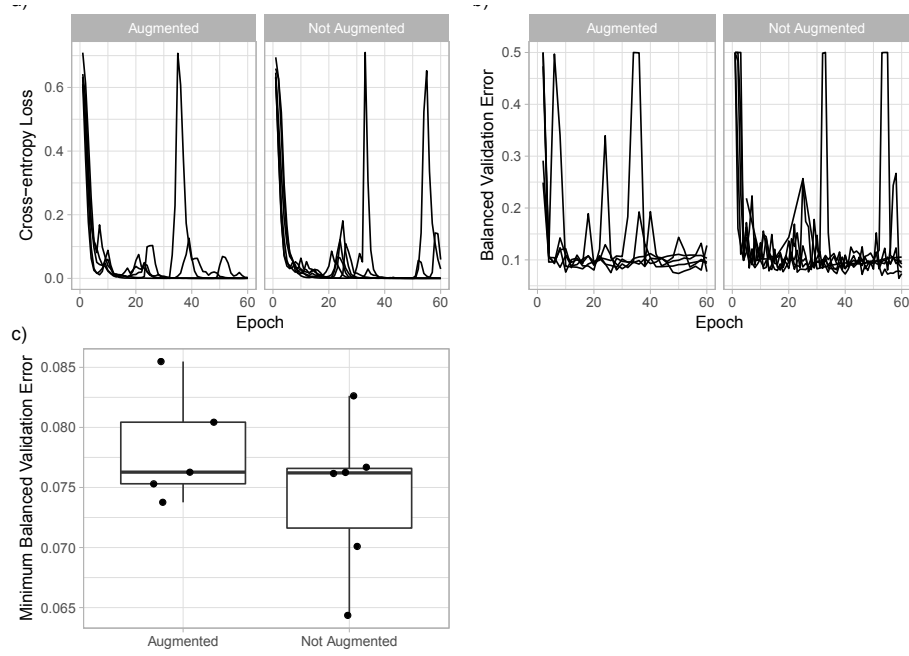 a)
b)
Augmented
Not Augmented
Augmented
Not Augmented
Cross−entropy Loss
0.6
0.4
0.2
0.0
0 20 40 60 0 20 40 60
Epoch
Balanced Validation Error
0.5
0.4
0.3
0.2
0.1
0 20 40 60 0 20 40 60
Epoch
c)
Minimum Balanced Validation Error
0.085
0.080
0.075
0.070
0.065
Augmented
Not Augmented